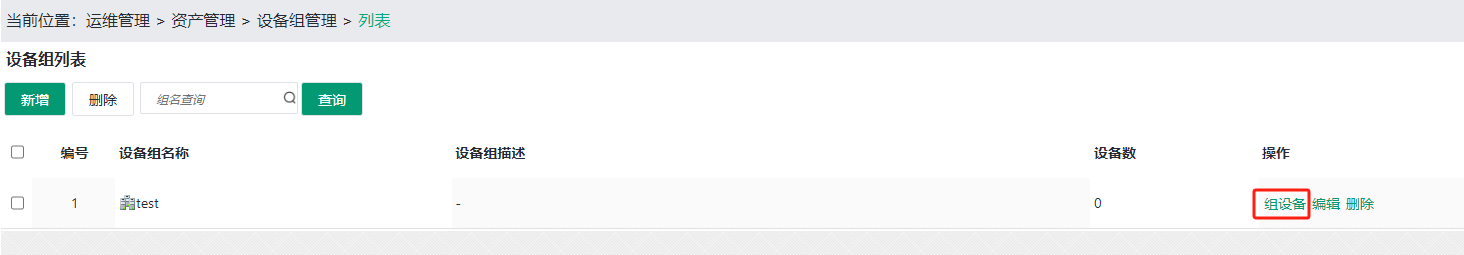 当前位置：运维管理 > 资产管理 > 设备组管理 > 列表
设备组列表
新增 删除 组名查询 查询
编号 设备组名称 设备组描述 设备数 操作
1 test - 0 组设备 编辑 删除